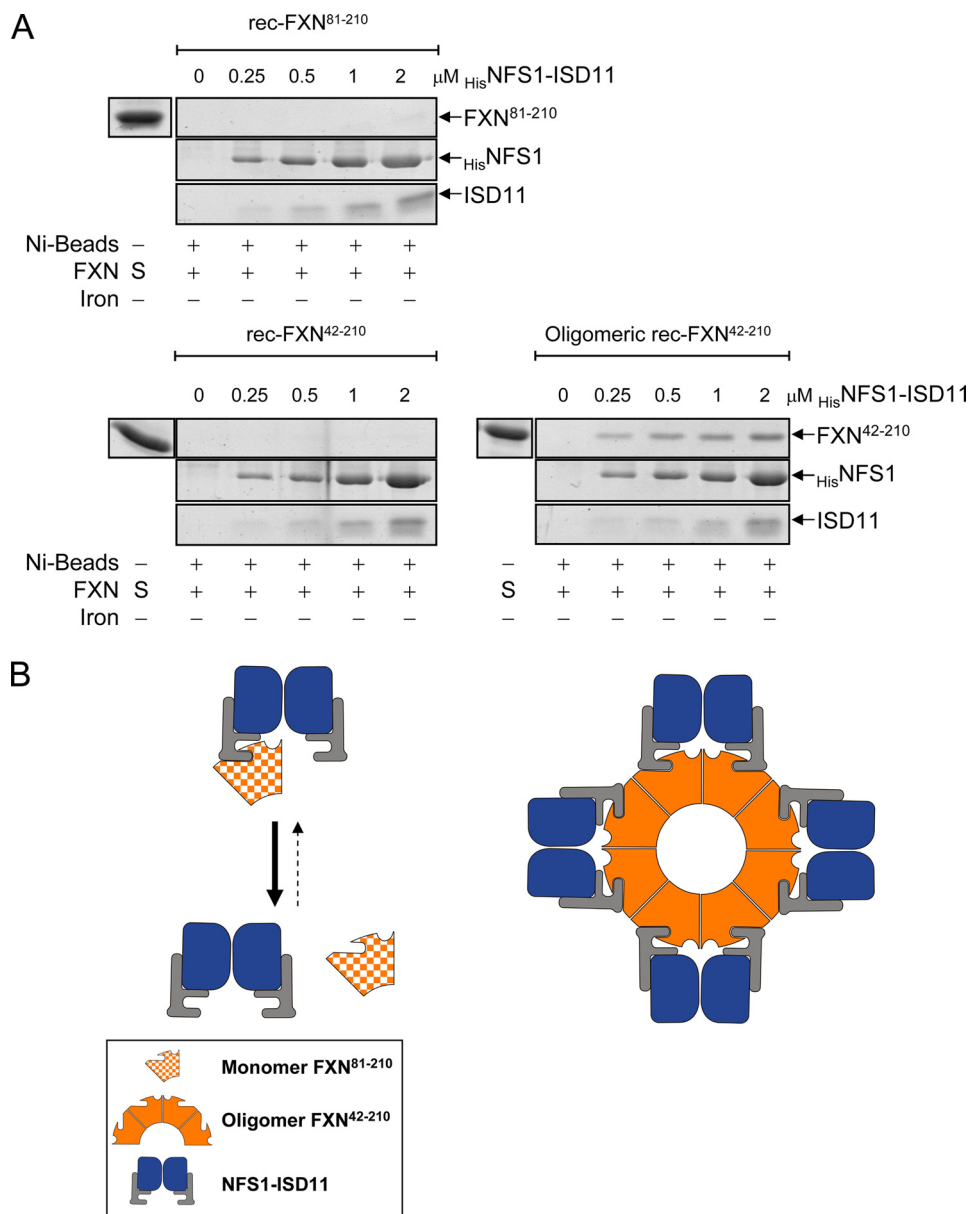 A
rec-FXN81-210
0 0.25 0.5 1 2 μM HisNFS1-ISD11
FXN81-210
HisNFS1
ISD11
Ni-Beads – + + + + +
FXN S + + + + +
Iron – – – – – –
rec-FXN42-210
0 0.25 0.5 1 2
Ni-Beads – + + + + +
FXN S + + + + +
Iron – – – – – –
Oligomeric rec-FXN42-210
0 0.25 0.5 1 2 μM HisNFS1-ISD11
FXN42-210
HisNFS1
ISD11
– + + + + +
S + + + + +
– – – – – –
B
Monomer FXN81-210
Oligomer FXN42-210
NFS1-ISD11